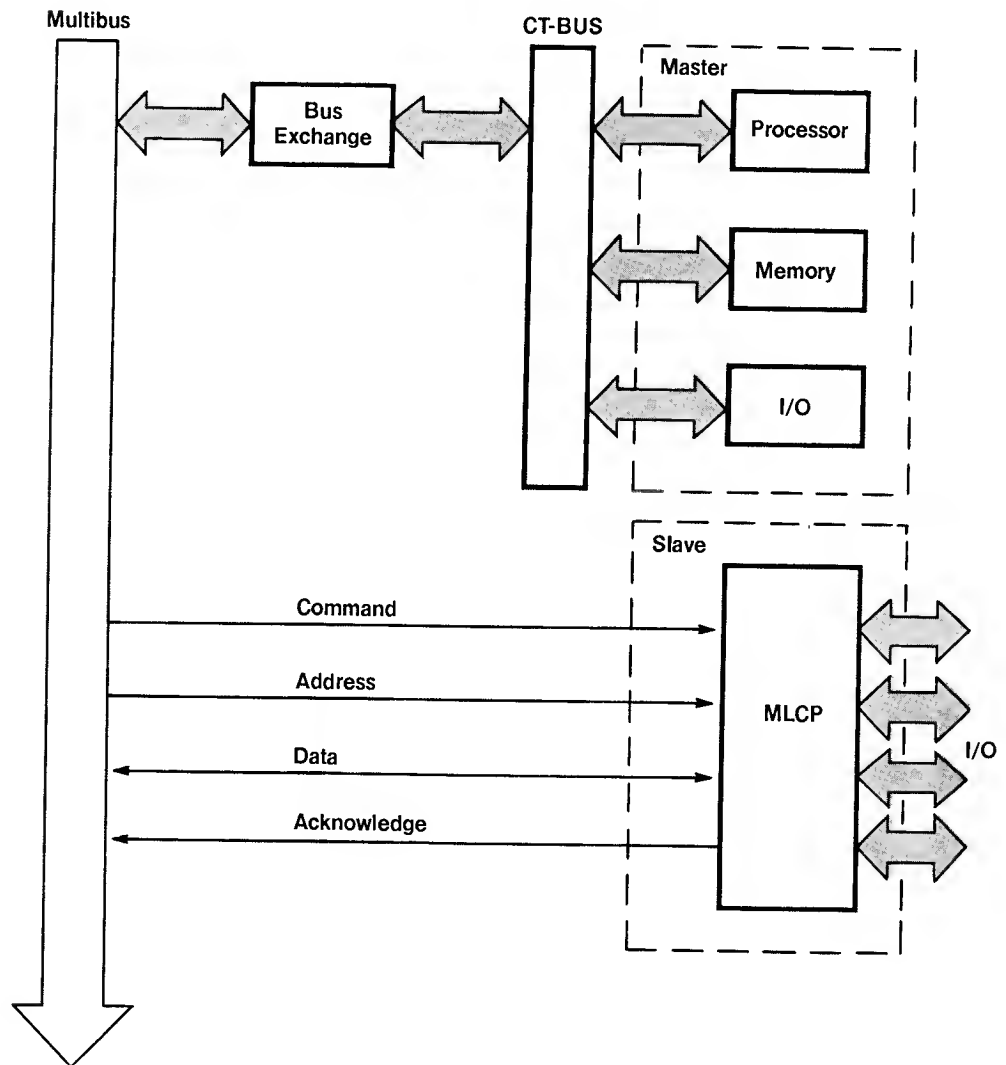 Multibus
CT-BUS
Master
Bus
Exchange
Processor
Memory
I/O
Slave
Command
Address
MLCP
Data
I/O
Acknowledge